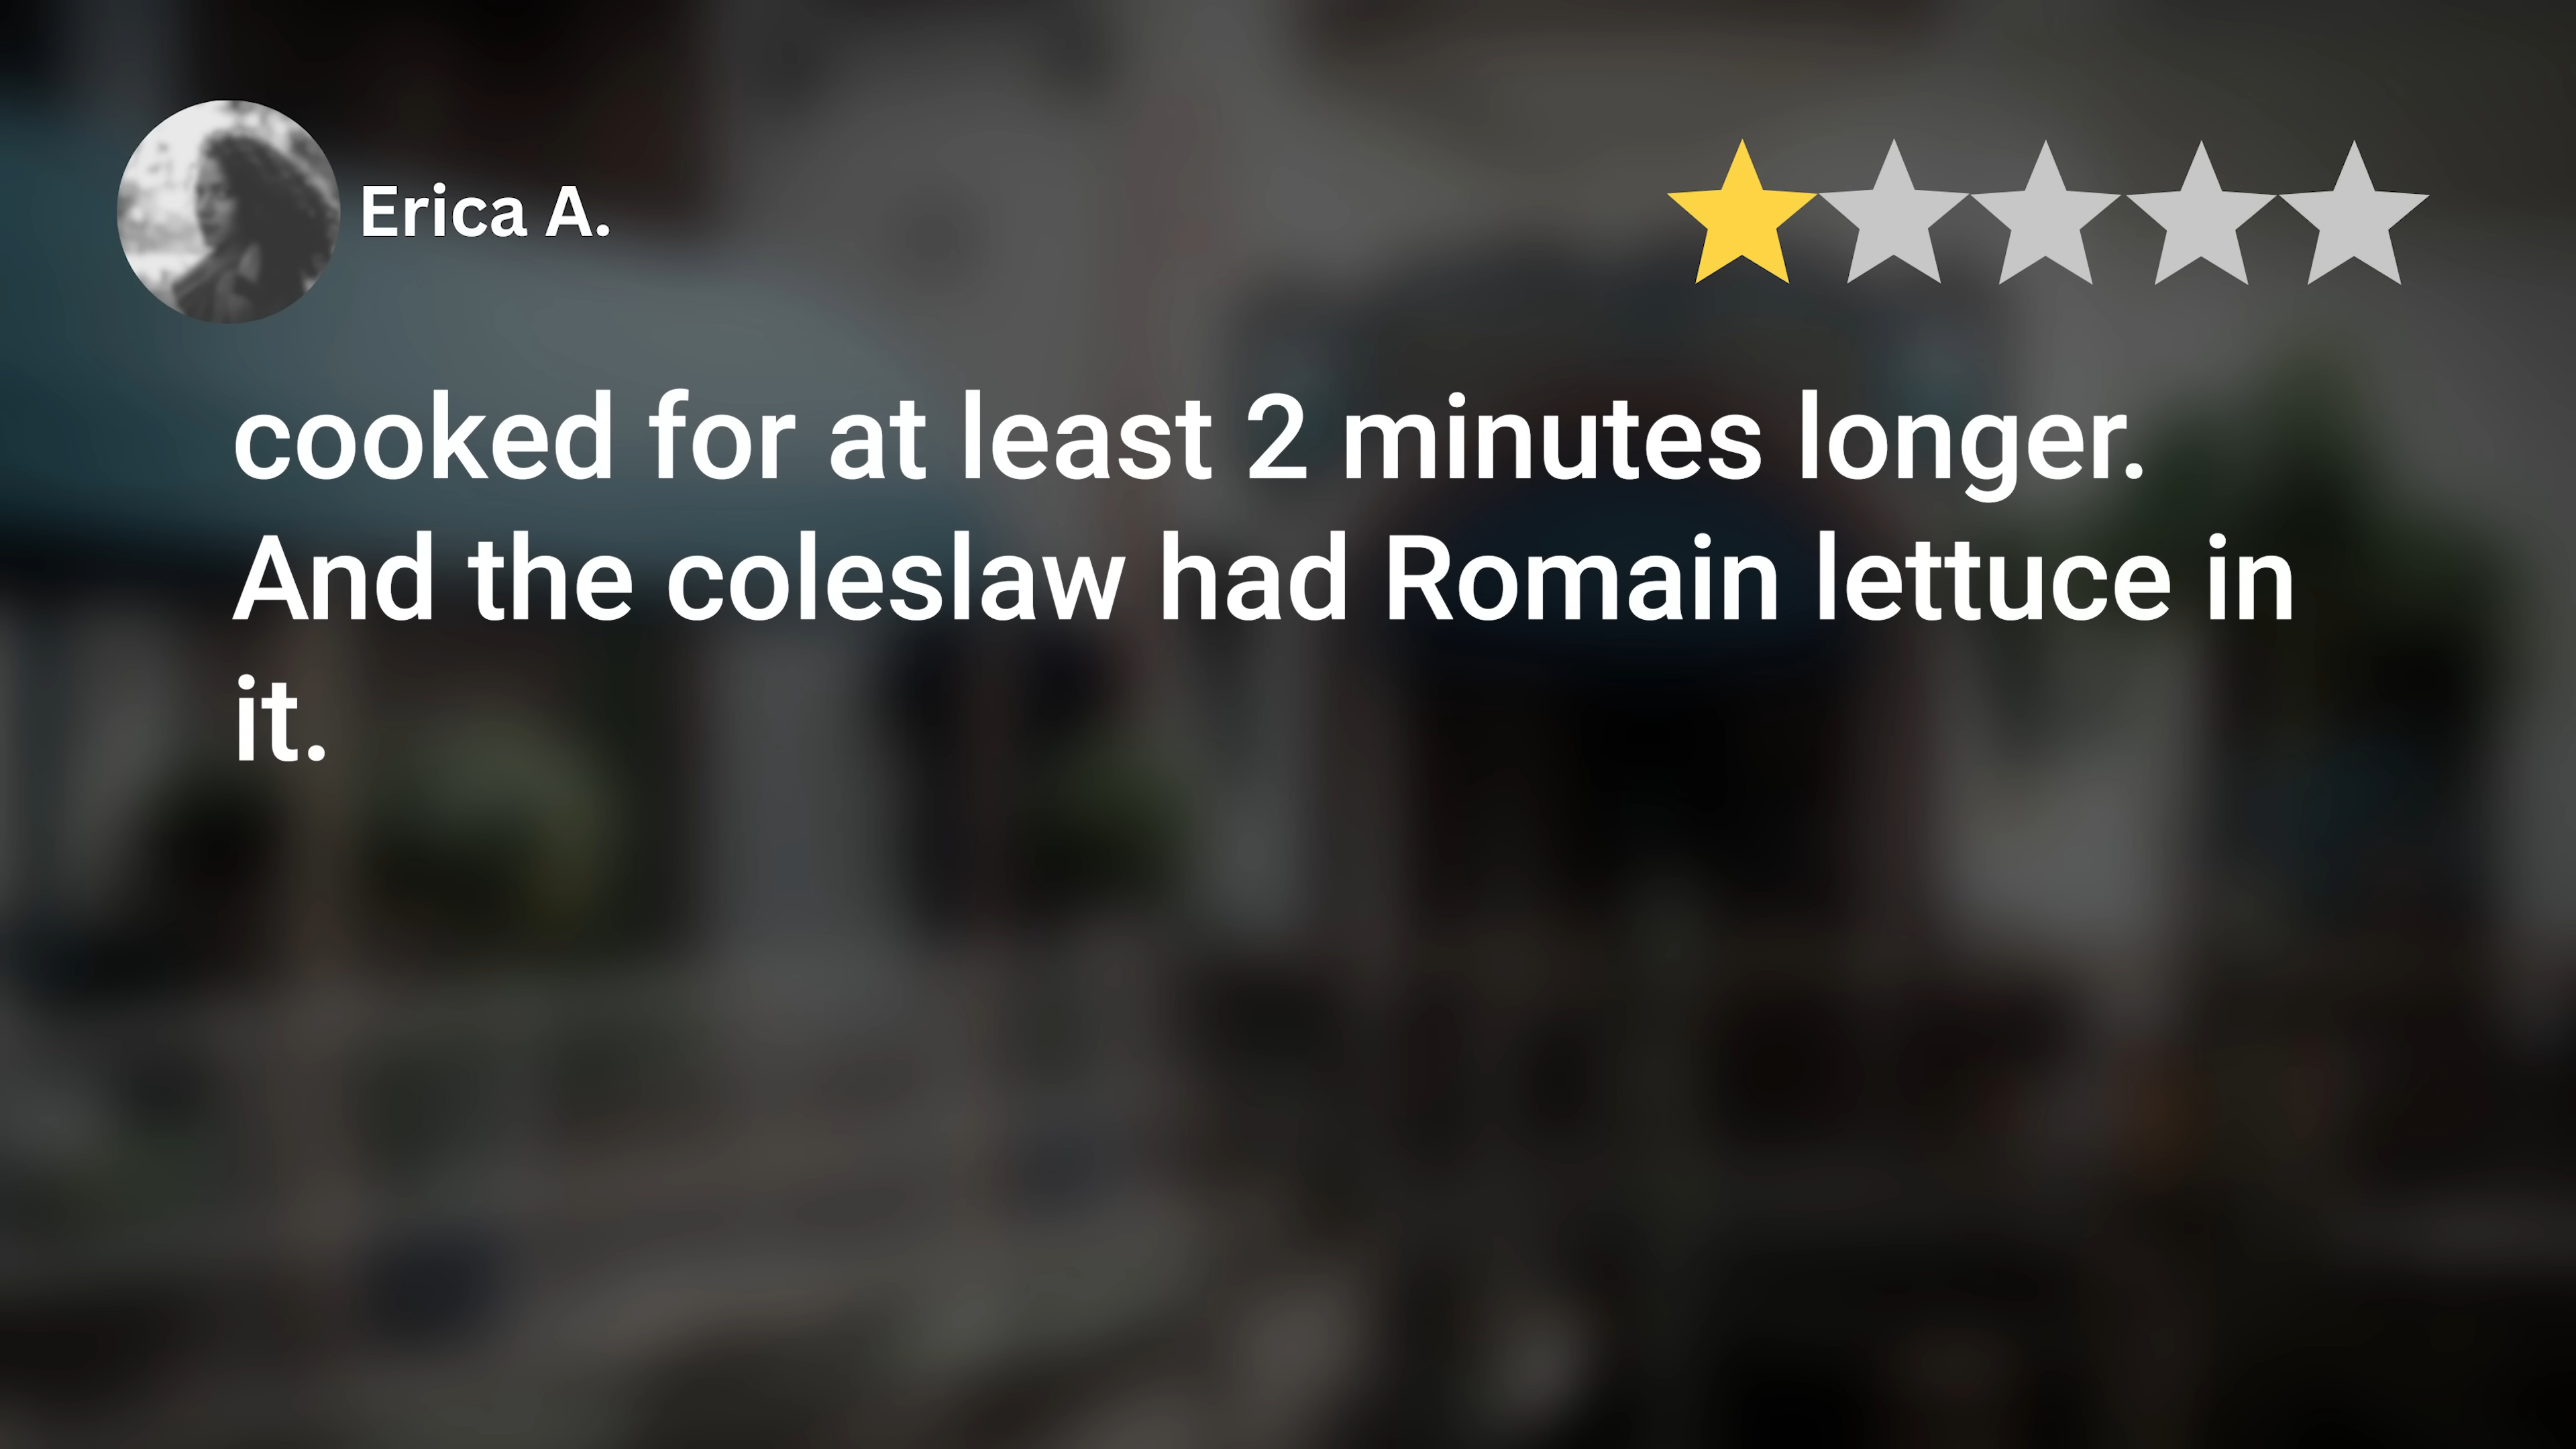 Erica A.
cooked for at least 2 minutes longer.
And the coleslaw had Romain lettuce in
it.